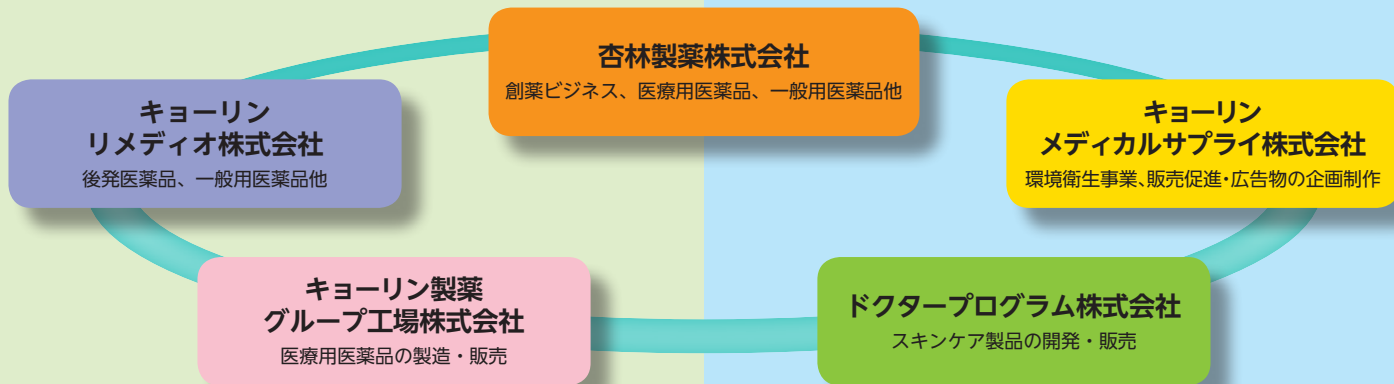 杏林製薬株式会社
創薬ビジネス、医療用医薬品、一般用医薬品他
キョーリン
リメディオ株式会社
後発医薬品、一般用医薬品他
キョーリン
メディカルサプライ株式会社
環境衛生事業、販売促進・広告物の企画制作
キョーリン製薬
グループ工場株式会社
医療用医薬品の製造・販売
ドクタープログラム株式会社
スキンケア製品の開発・販売